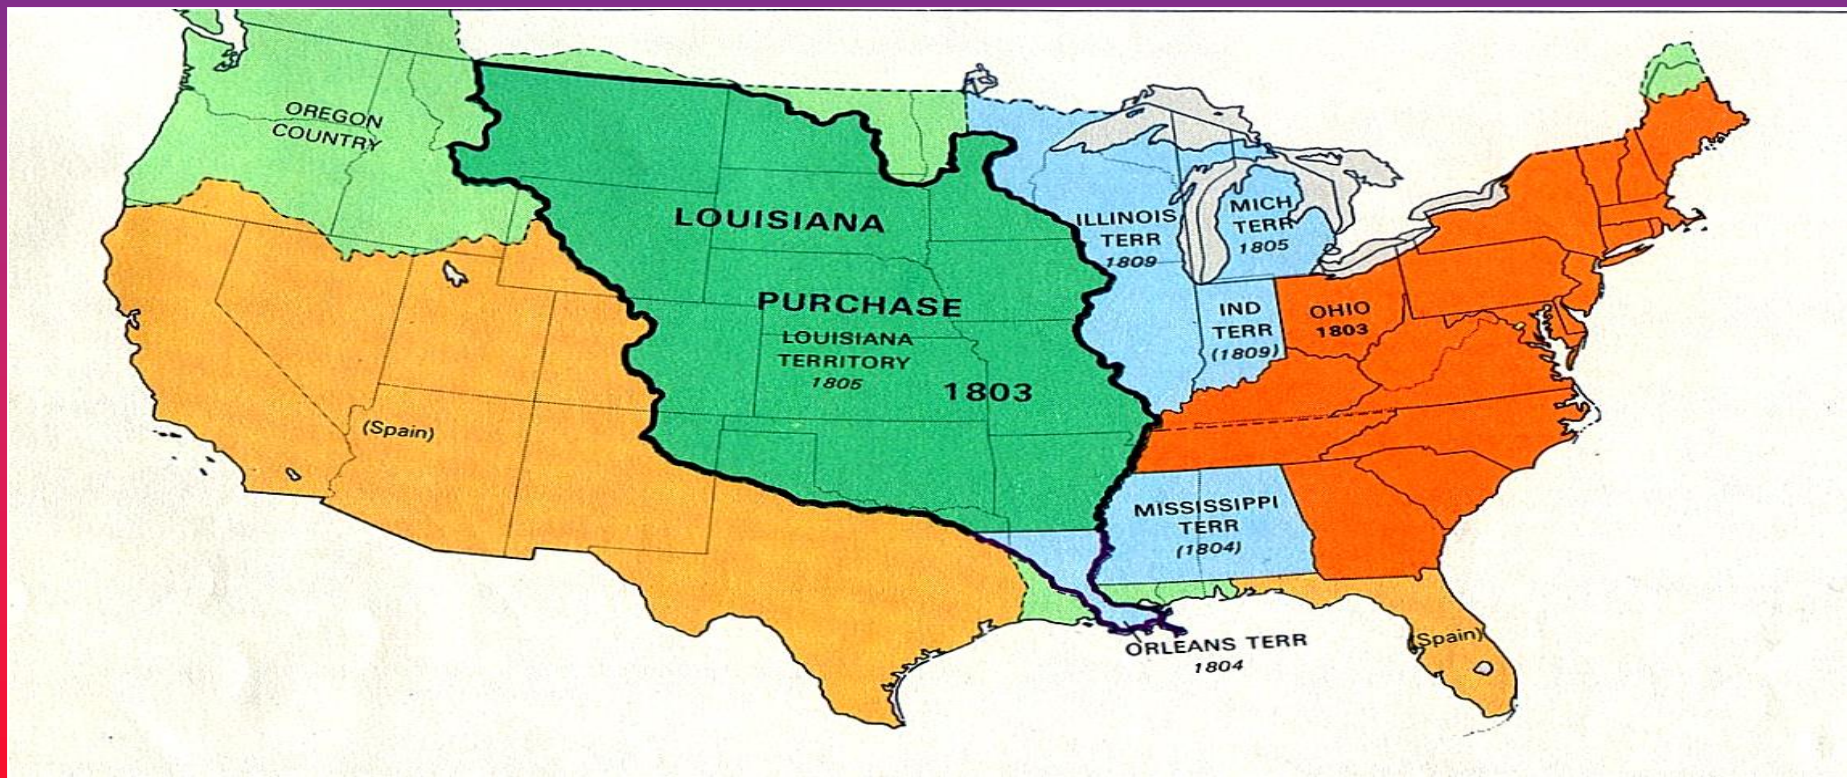 OREGON
COUNTRY
LOUISIANA
PURCHASE
LOUISIANA
TERRITORY
1805
1803
(Spain)
ILLINOIS
TERR
1809
MICH
TERR
1805
IND
TERR
(1809)
OHIO
1803
MISSISSIPPI
TERR
(1804)
ORLEANS TERR
1804
(Spain)